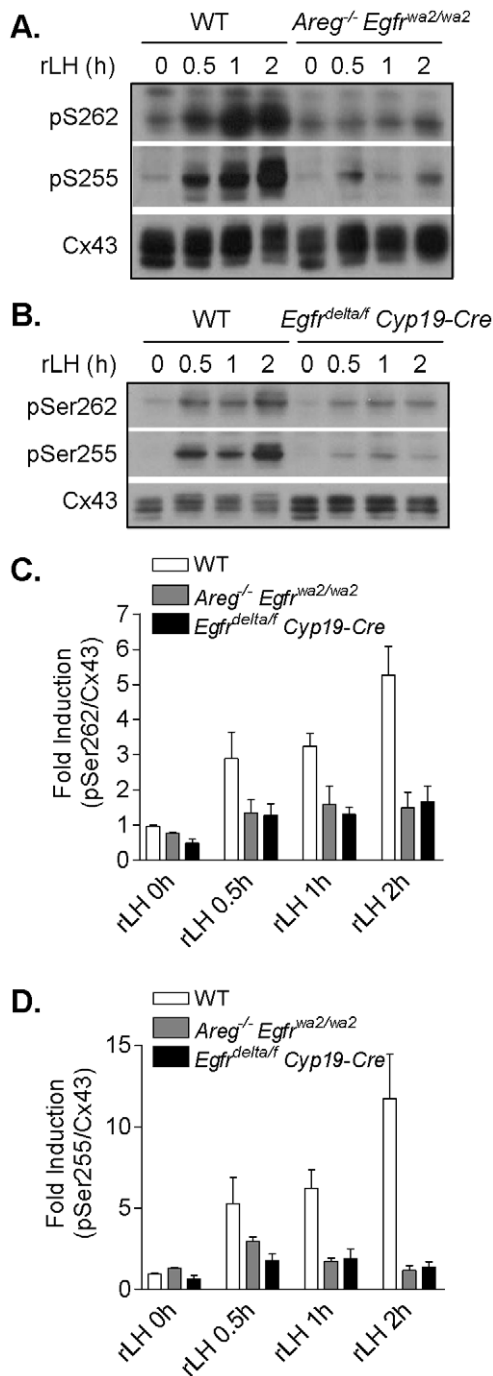 A.
WT Areg-/- Egfrwa2/wa2
rLH (h) 0 0.5 1 2 0 0.5 1 2
pS262
pS255
Cx43
B.
WT Egfrdelta/f Cyp19-Cre
rLH (h) 0 0.5 1 2 0 0.5 1 2
pSer262
pSer255
Cx43
C.
WT
Areg-/- Egfrwa2/wa2
Egfrdelta/f Cyp19-Cre
Fold Induction
(pSer262/Cx43)
7
6
5
4
3
2
1
0
rLH 0h rLH 0.5h rLH 1h rLH 2h
D.
WT
Areg-/- Egfrwa2/wa2
Egfrdelta/f Cyp19-Cre
Fold Induction
(pSer255/Cx43)
15
10
5
0
rLH 0h rLH 0.5h rLH 1h rLH 2h